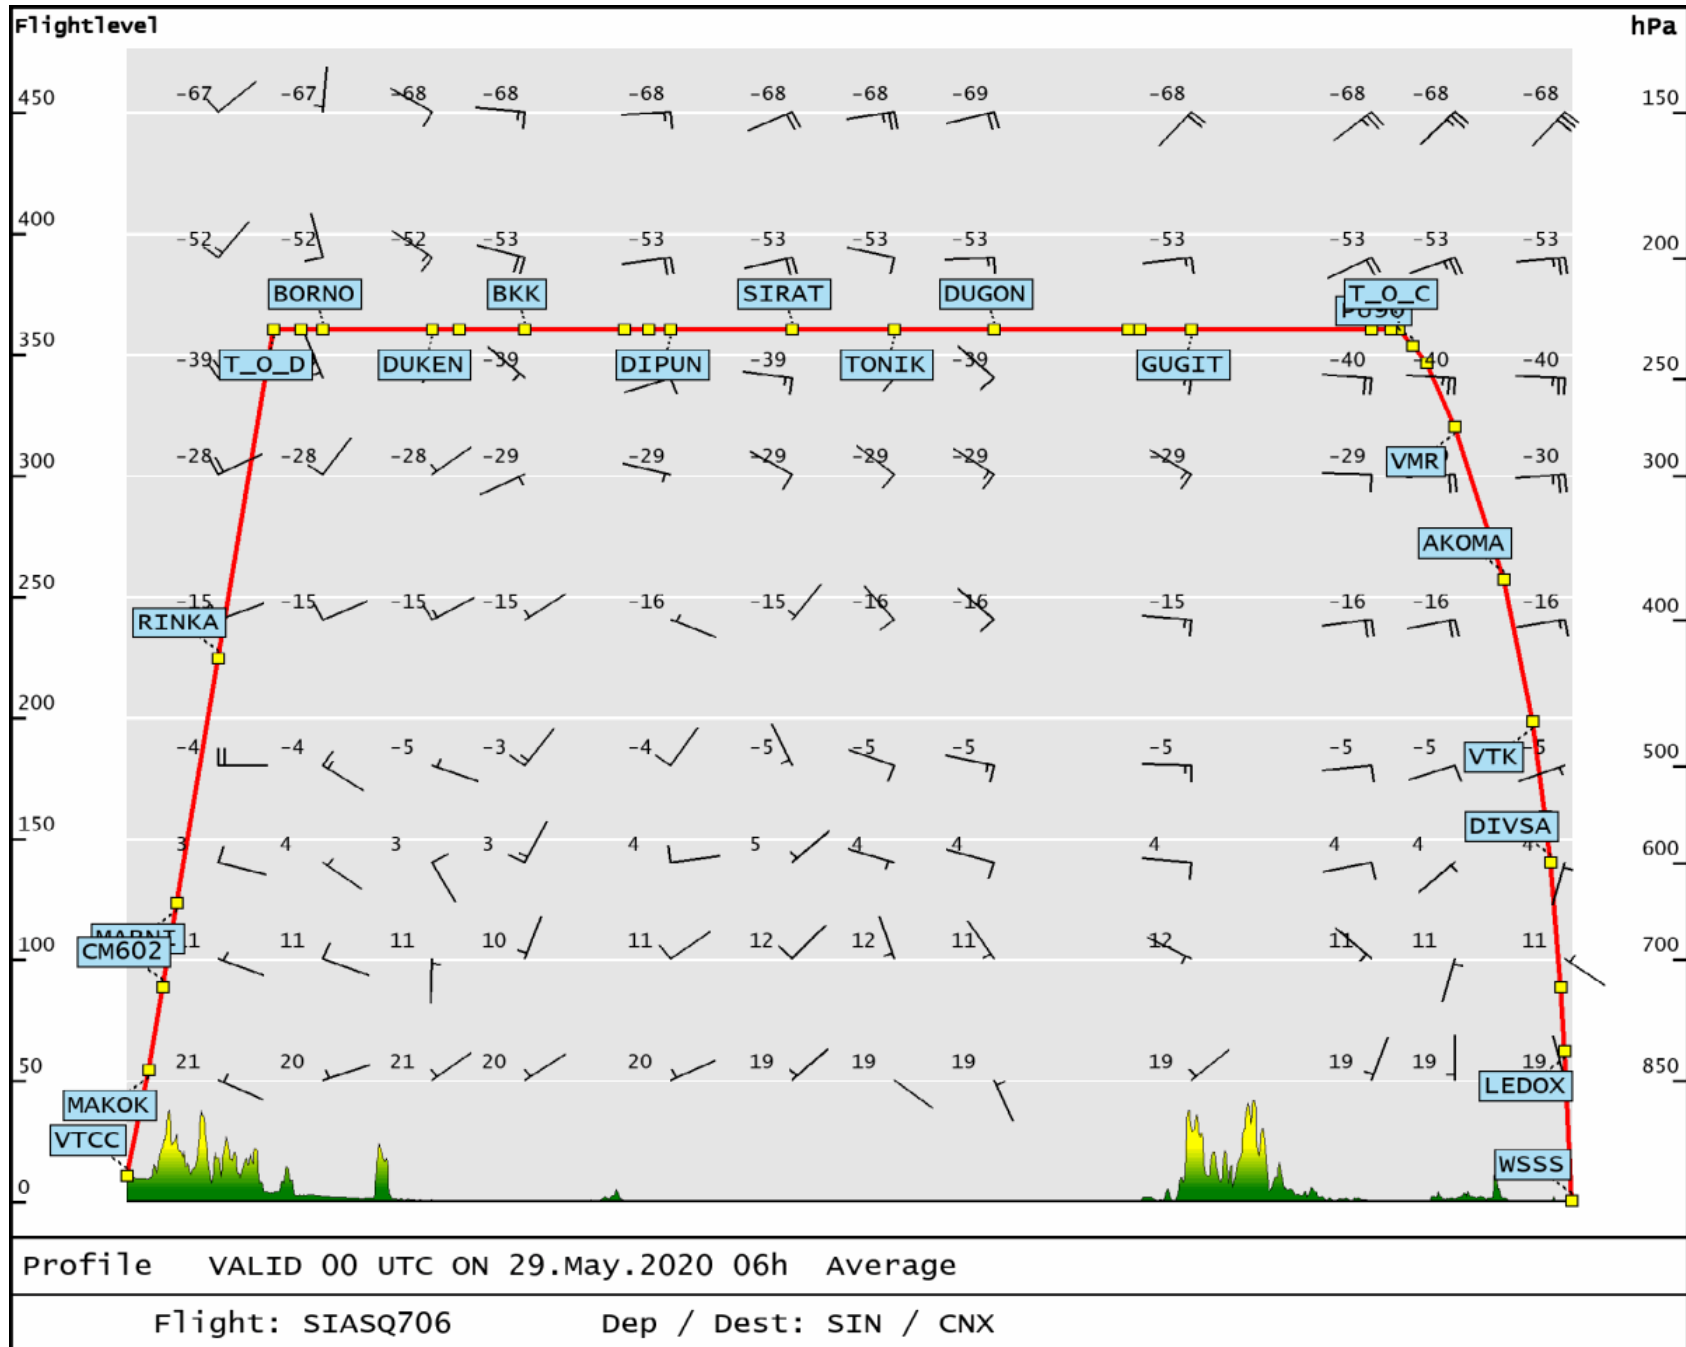 Flightlevel hPa
450 -67 -67 -68 -68 -68 -68 -68 -69 -68 -68 -68 -68 150
400 -52 -52 -52 -53 -53 -53 -53 -53 -53 -53 -53 -53 200
BORNO BKK SIRAT DUGON T_O_C
350 -39 T_O_D DUKEN -39 DIPUN -39 TONIK -39 GUGIT -40 -40 -40 250
300 -28 -28 -28 -29 -29 -29 -29 -29 -29 -29 VMR -30 300
AKOMA
250 -15 -15 -15 -15 -16 -15 -16 -16 -15 -16 -16 -16 400
RINKA
200 -4 -4 -5 -3 -4 -5 -5 -5 -5 -5 -5 VTK -5 500
DIVSA
150 3 4 3 3 4 5 4 4 4 4 4 4 600
100 CM602 11 11 11 10 11 12 12 11 -12 11 11 11 700
50 21 20 21 20 20 19 19 19 19 19 19 19 850
MAKOK LEDOX
VTCC
WSSS
0
Profile VALID 00 UTC ON 29.May.2020 06h Average
Flight: SIASQ706 Dep / Dest: SIN / CNX